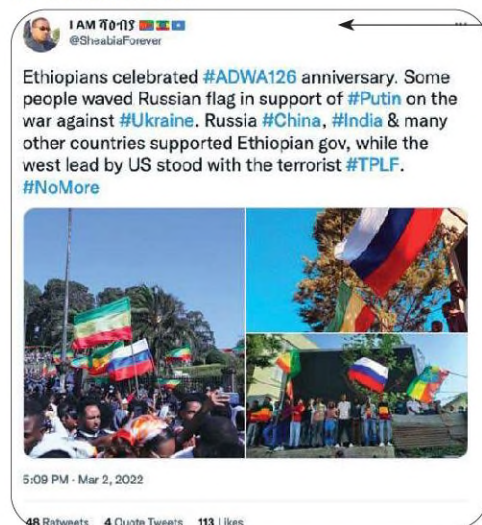 I AM ሻዕብያ
@SheabiaForever
Ethiopians celebrated #ADWA126 anniversary. Some
people waved Russian flag in support of #Putin on the
war against #Ukraine. Russia #China, #India & many
other countries supported Ethiopian gov, while the
west lead by US stood with the terrorist #TPLF.
#NoMore
5:09 PM · Mar 2, 2022
48 Retweets 4 Quote Tweets 113 Likes